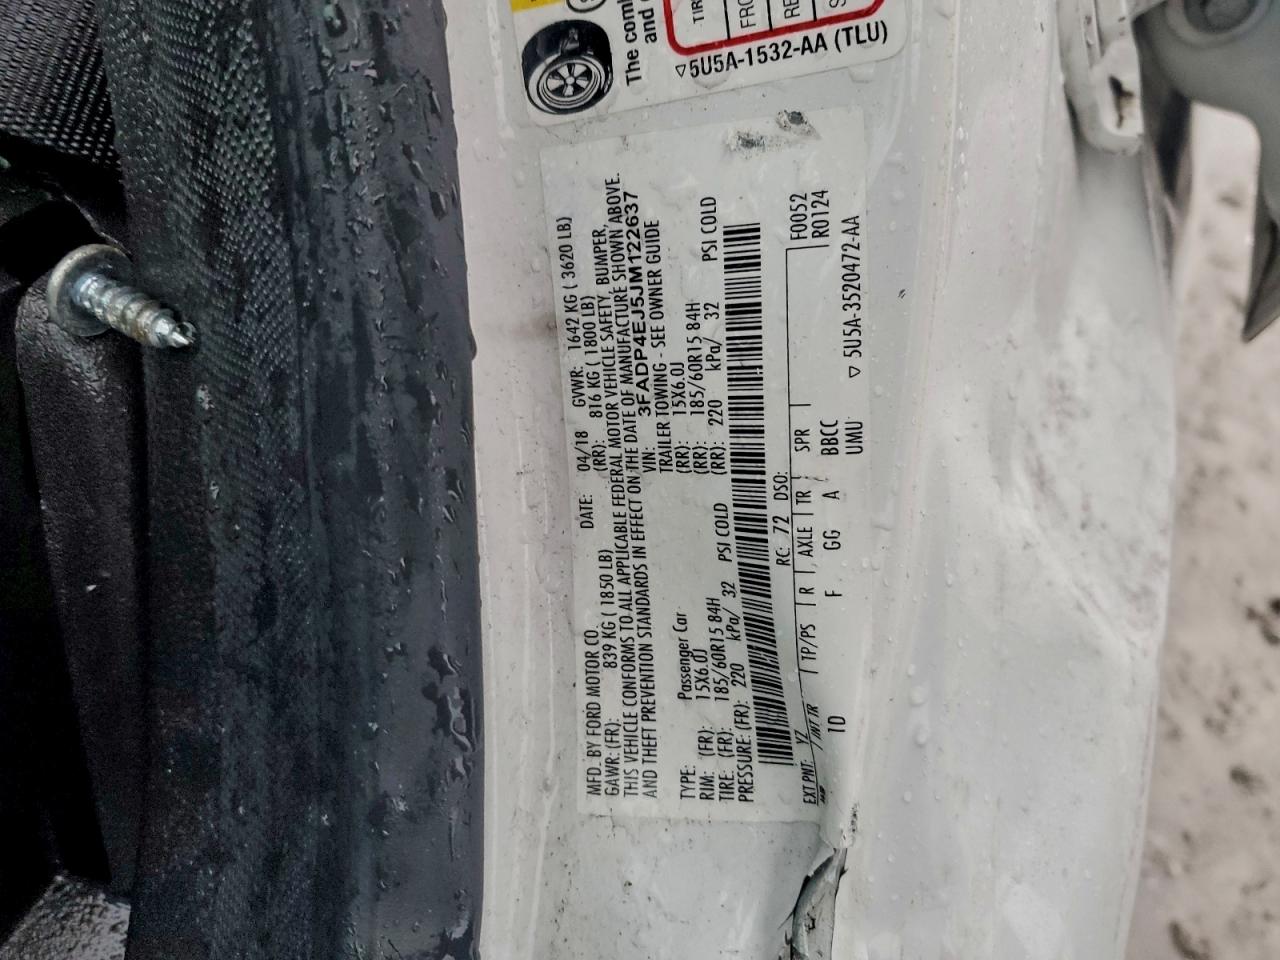 The com
and
TIR
FRO
RE
S
▽5U5A-1532-AA (TLU)
MFD. BY FORD MOTOR CO. DATE: 04/18 GVWR: 1642 KG ( 3620 LB)
GAWR: (FR): 839 KG ( 1850 LB) (RR): 816 KG ( 1800 LB)
THIS VEHICLE CONFORMS TO ALL APPLICABLE FEDERAL MOTOR VEHICLE SAFETY, BUMPER,
AND THEFT PREVENTION STANDARDS IN EFFECT ON THE DATE OF MANUFACTURE SHOWN ABOVE.
VIN: 3FADP4EJ5JM122637
TYPE: Passenger Car TRAILER TOWING - SEE OWNER GUIDE
RIM: (FR): 15X6.0J (RR): 15X6.0J
TIRE: (FR): 185/60R15 84H (RR): 185/60R15 84H
PRESSURE: (FR): 220 kPa/ 32 PSI COLD (RR): 220 kPa/ 32 PSI COLD
EXT PNT: YZ RC: 72 DSO: F0052
INT TR TP/PS R AXLE TR SPR R0124
1D F GG A BBCC
UMU ▽ 5U5A-3520472-AA